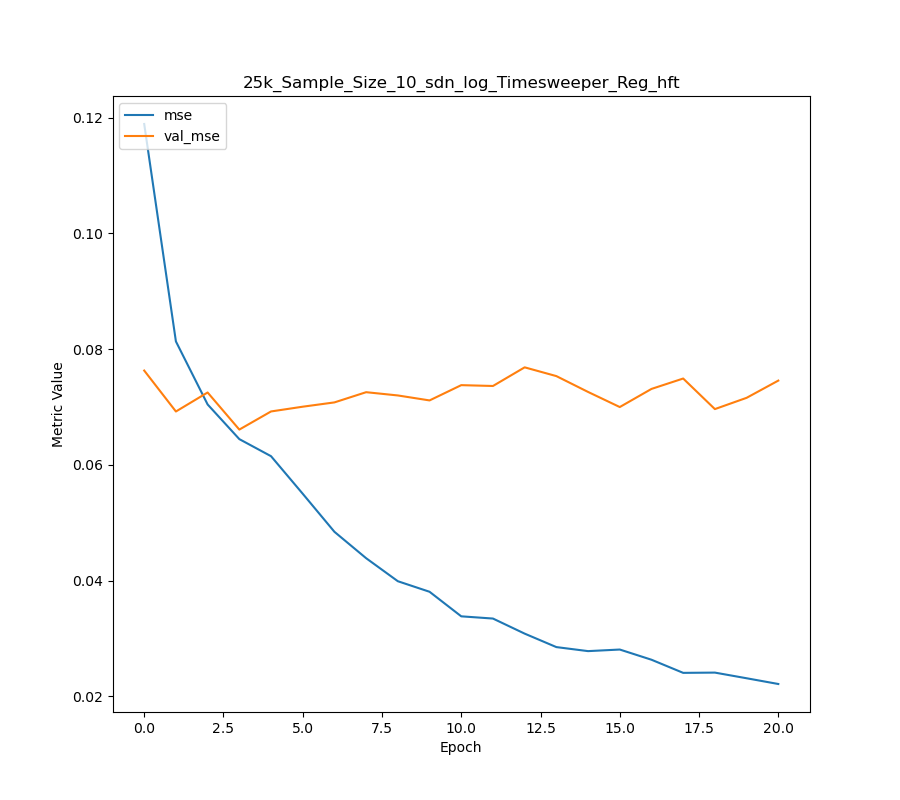 25k_Sample_Size_10_sdn_log_Timesweeper_Reg_hft
mse
val_mse
0.12
0.10
0.08
0.06
0.04
0.02
Metric Value
0.0 2.5 5.0 7.5 10.0 12.5 15.0 17.5 20.0
Epoch